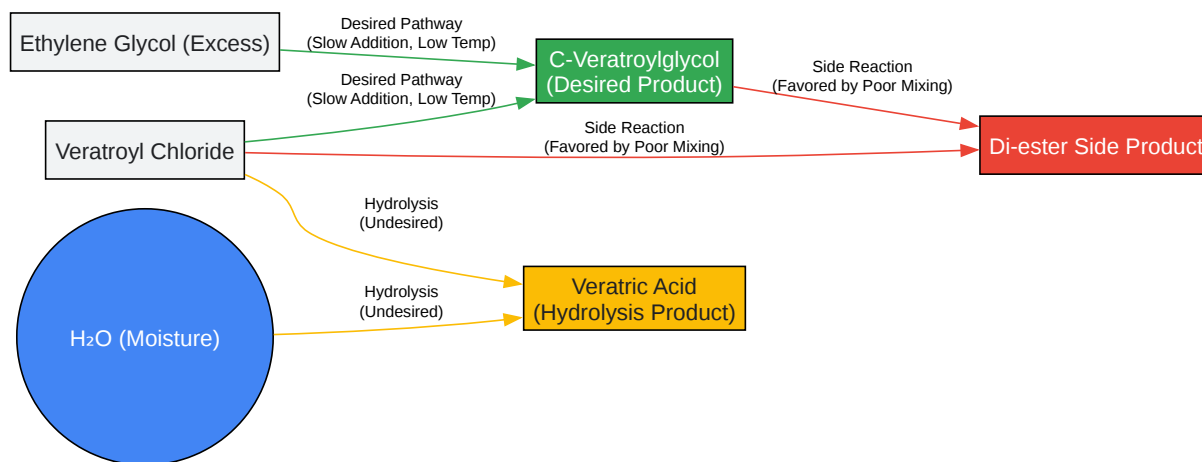 Ethylene Glycol (Excess)
Desired Pathway
(Slow Addition, Low Temp)
C-Veratroylglycol
(Desired Product)
Side Reaction
(Favored by Poor Mixing)
Desired Pathway
(Slow Addition, Low Temp)
Veratroyl Chloride
Side Reaction
(Favored by Poor Mixing)
Di-ester Side Product
Hydrolysis
(Undesired)
Veratric Acid
(Hydrolysis Product)
Hydrolysis
(Undesired)
H₂O (Moisture)